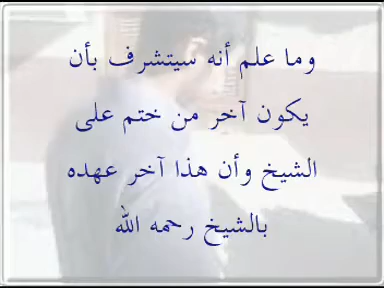 وما علم أنه سيتشرف بأن
يكون آخر من ختم على
الشيخ وأن هذا آخر عهده
بالشيخ رحمه الله